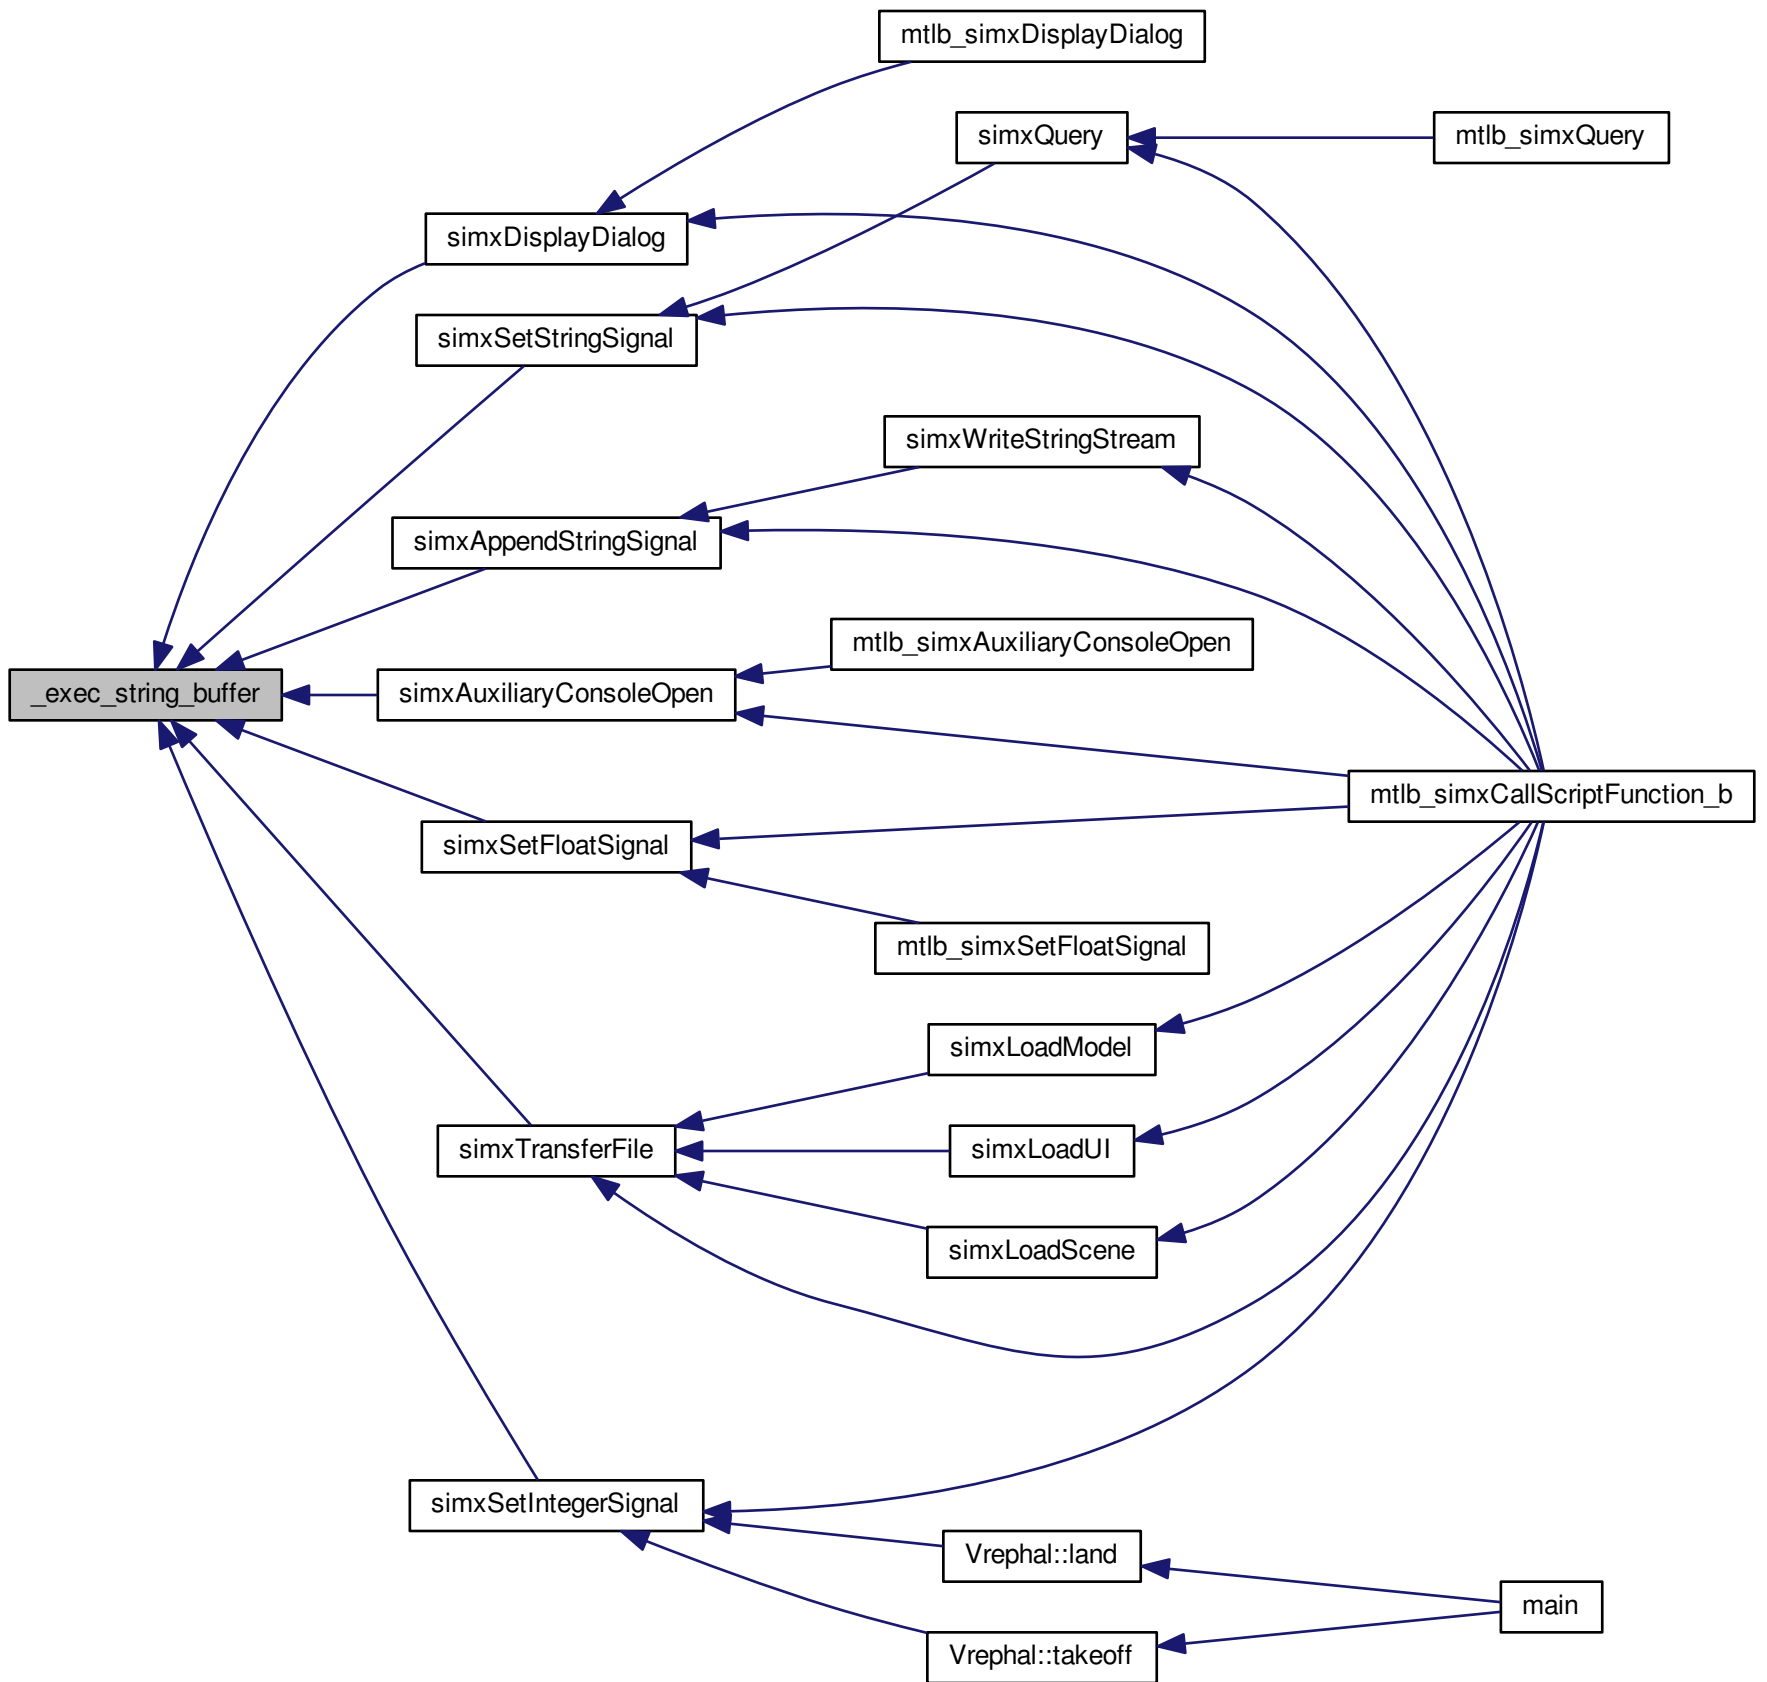 mtlb_simxDisplayDialog
simxQuery
mtlb_simxQuery
simxDisplayDialog
simxSetStringSignal
simxWriteStringStream
simxAppendStringSignal
mtlb_simxAuxiliaryConsoleOpen
_exec_string_buffer
simxAuxiliaryConsoleOpen
mtlb_simxCallScriptFunction_b
simxSetFloatSignal
mtlb_simxSetFloatSignal
simxLoadModel
simxTransferFile
simxLoadUI
simxLoadScene
simxSetIntegerSignal
Vrephal::land
main
Vrephal::takeoff